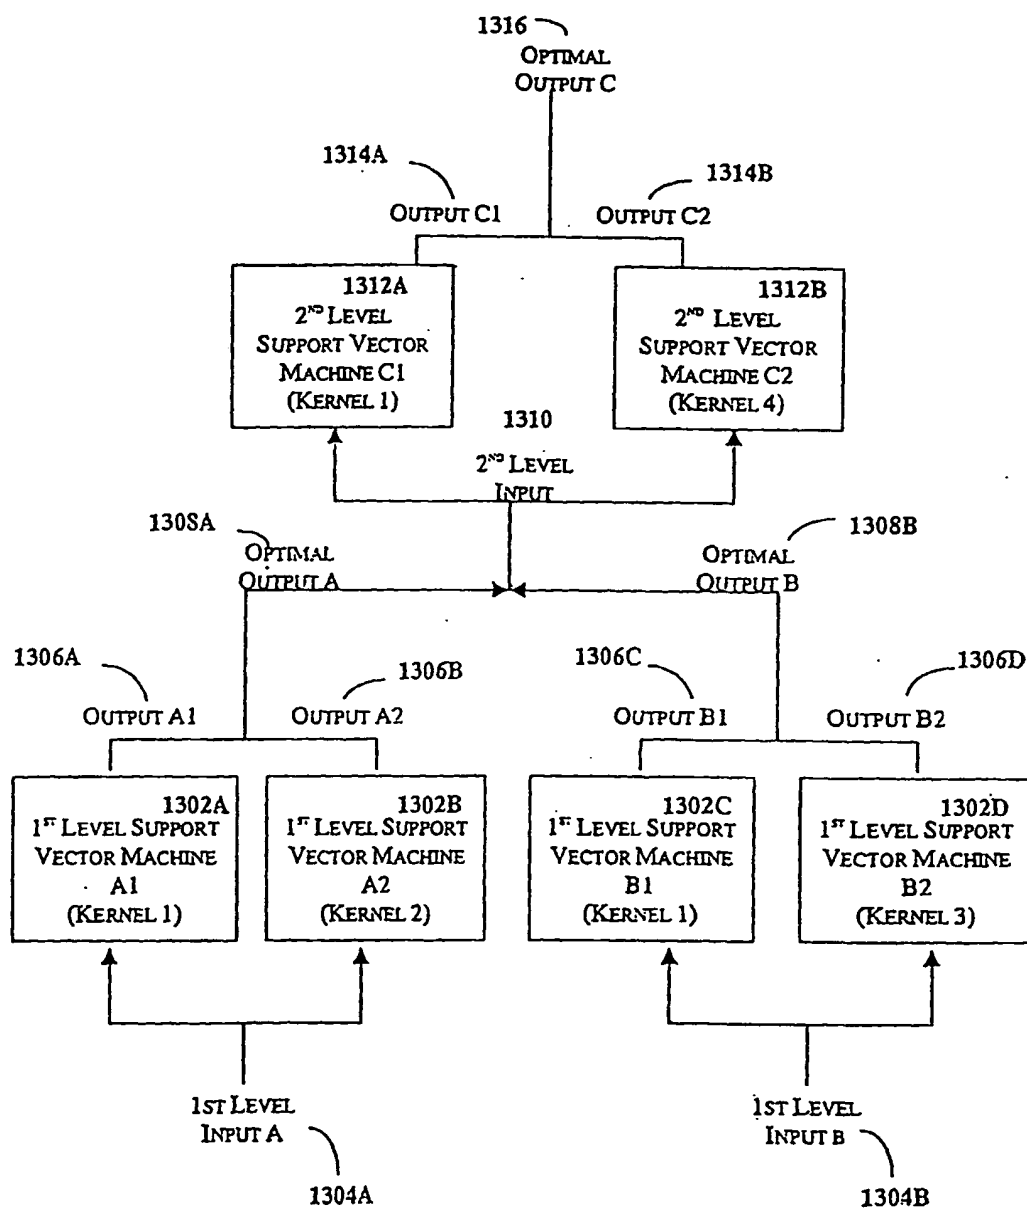 1316
OPTIMAL
OUTPUT C
1314A
1314B
OUTPUT C1
OUTPUT C2
1312A
2ND LEVEL
SUPPORT VECTOR
MACHINE C1
(KERNEL 1)
1312B
2ND LEVEL
SUPPORT VECTOR
MACHINE C2
(KERNEL 4)
1310
2ND LEVEL
INPUT
1308A
OPTIMAL
OUTPUT A
1308B
OPTIMAL
OUTPUT B
1306A
1306B
1306C
1306D
OUTPUT A1
OUTPUT A2
OUTPUT B1
OUTPUT B2
1302A
1ST LEVEL SUPPORT
VECTOR MACHINE
A1
(KERNEL 1)
1302B
1ST LEVEL SUPPORT
VECTOR MACHINE
A2
(KERNEL 2)
1302C
1ST LEVEL SUPPORT
VECTOR MACHINE
B1
(KERNEL 1)
1302D
1ST LEVEL SUPPORT
VECTOR MACHINE
B2
(KERNEL 3)
1ST LEVEL
INPUT A
1304A
1ST LEVEL
INPUT B
1304B